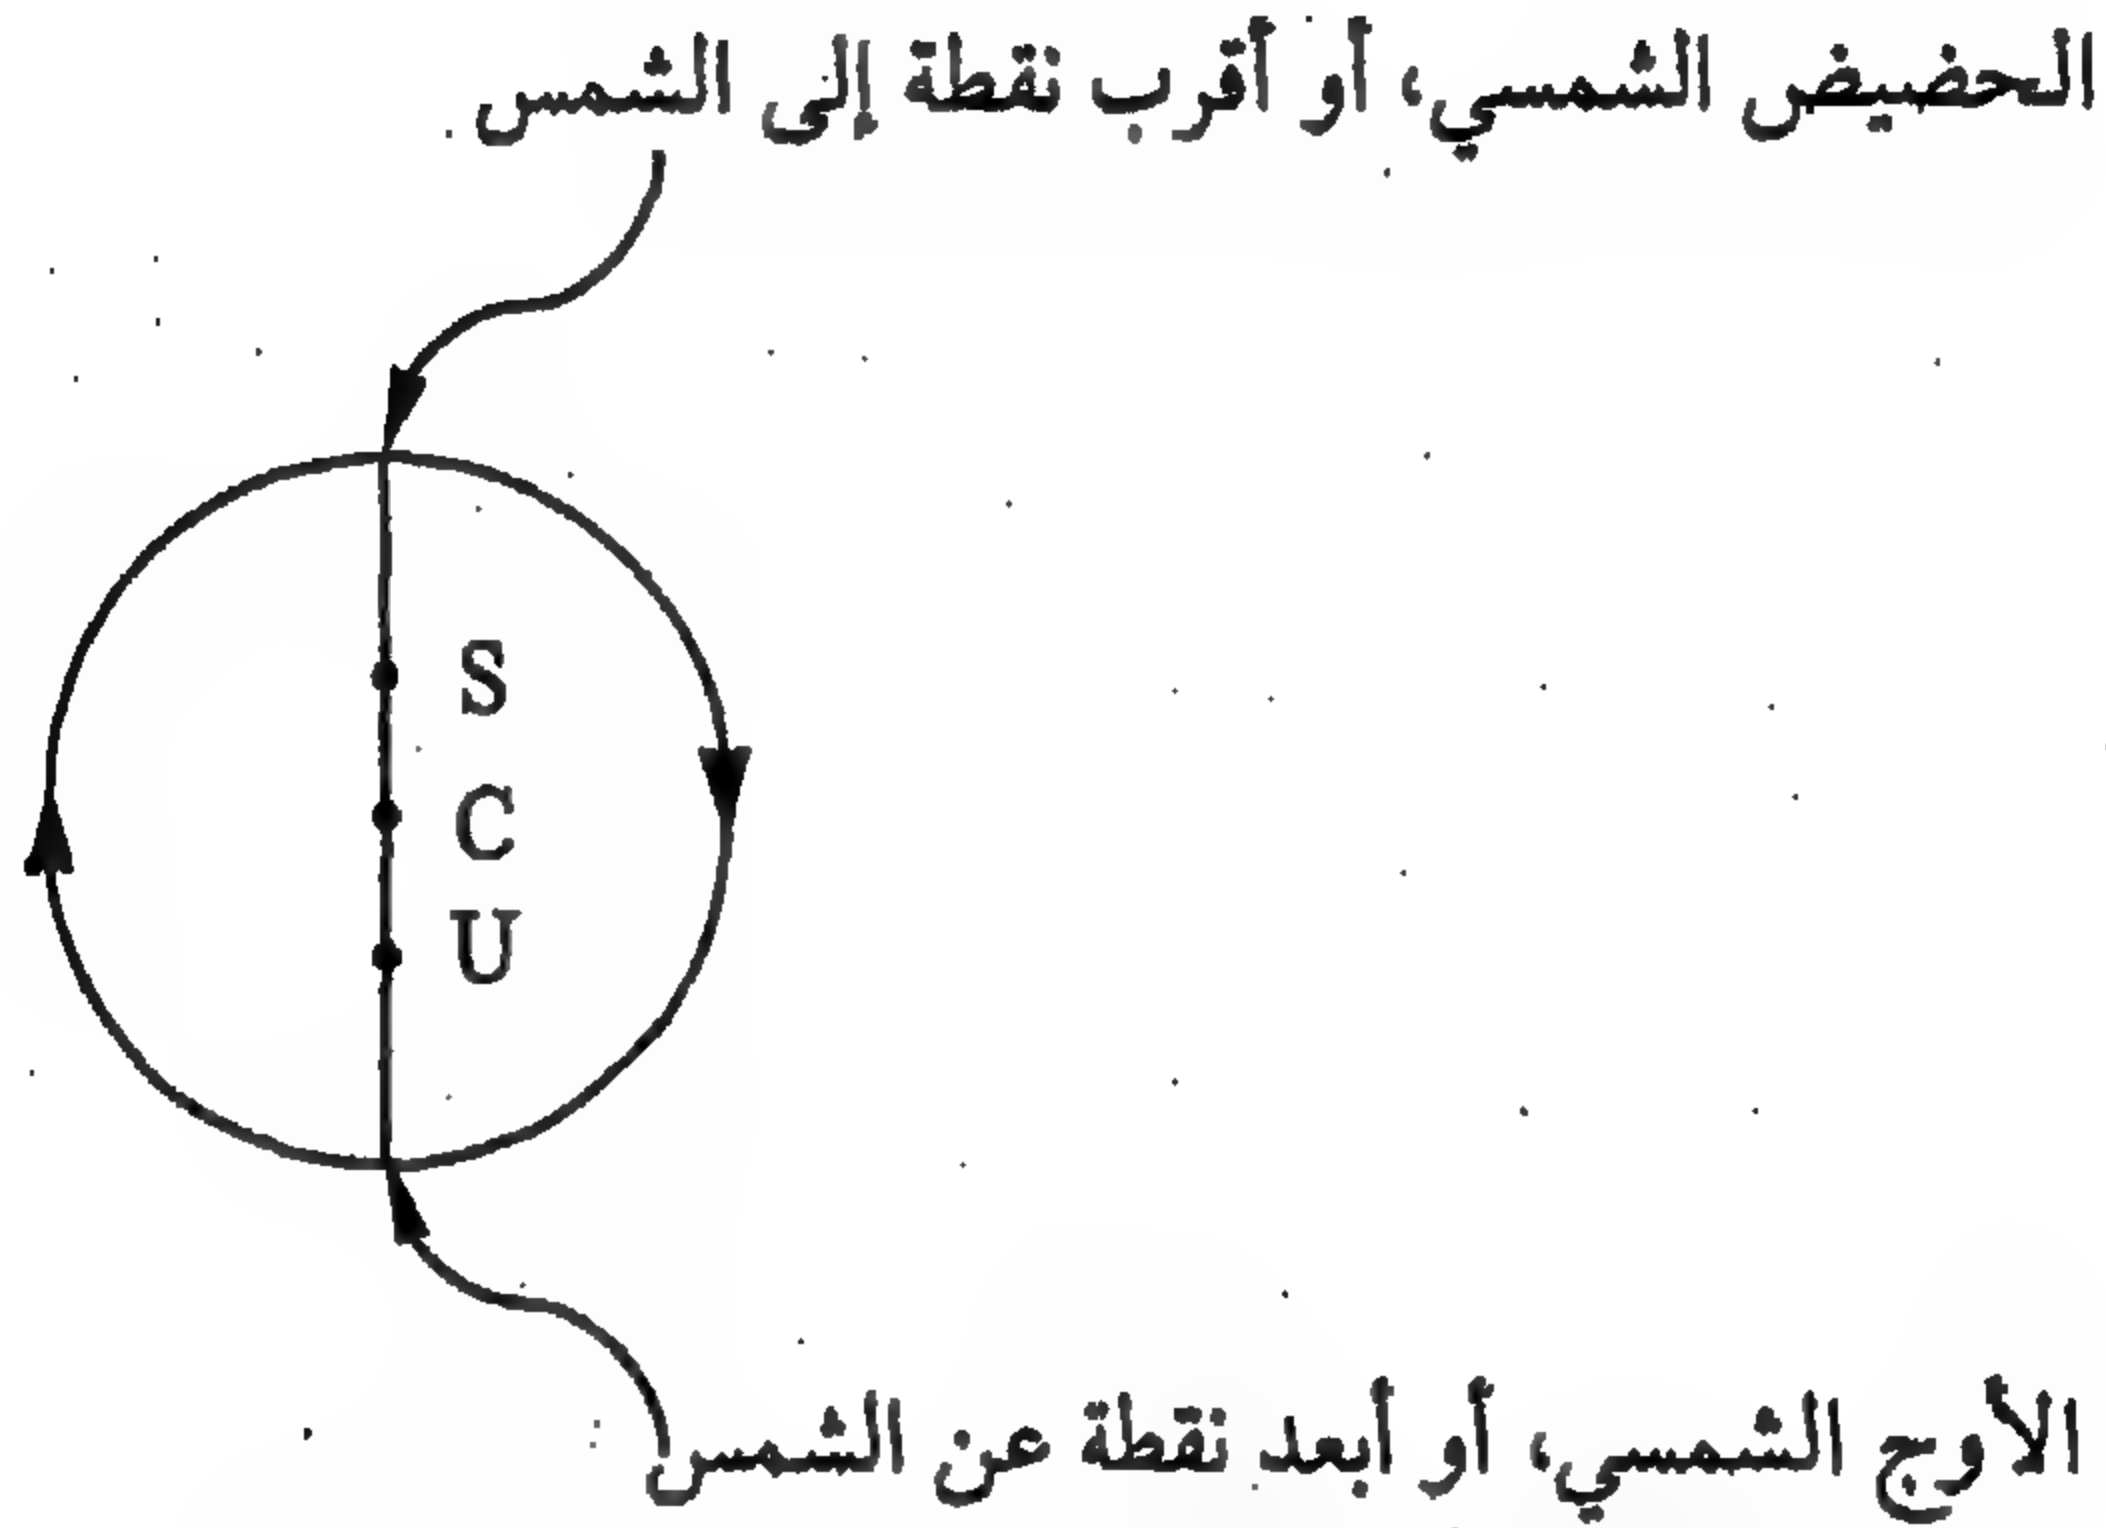 الحضيض الشمسي، أو أقرب نقطة إلى الشمس.
S
C
U
الأوج الشمسي، أو أبعد نقطة عن الشمس